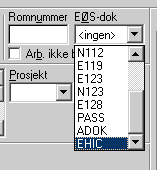 Romnummer EØS-dok
<ingen>
Arb. ikke
N112
E119
Prosjekt
E123
N123
E128
PASS
ADOK
EHIC